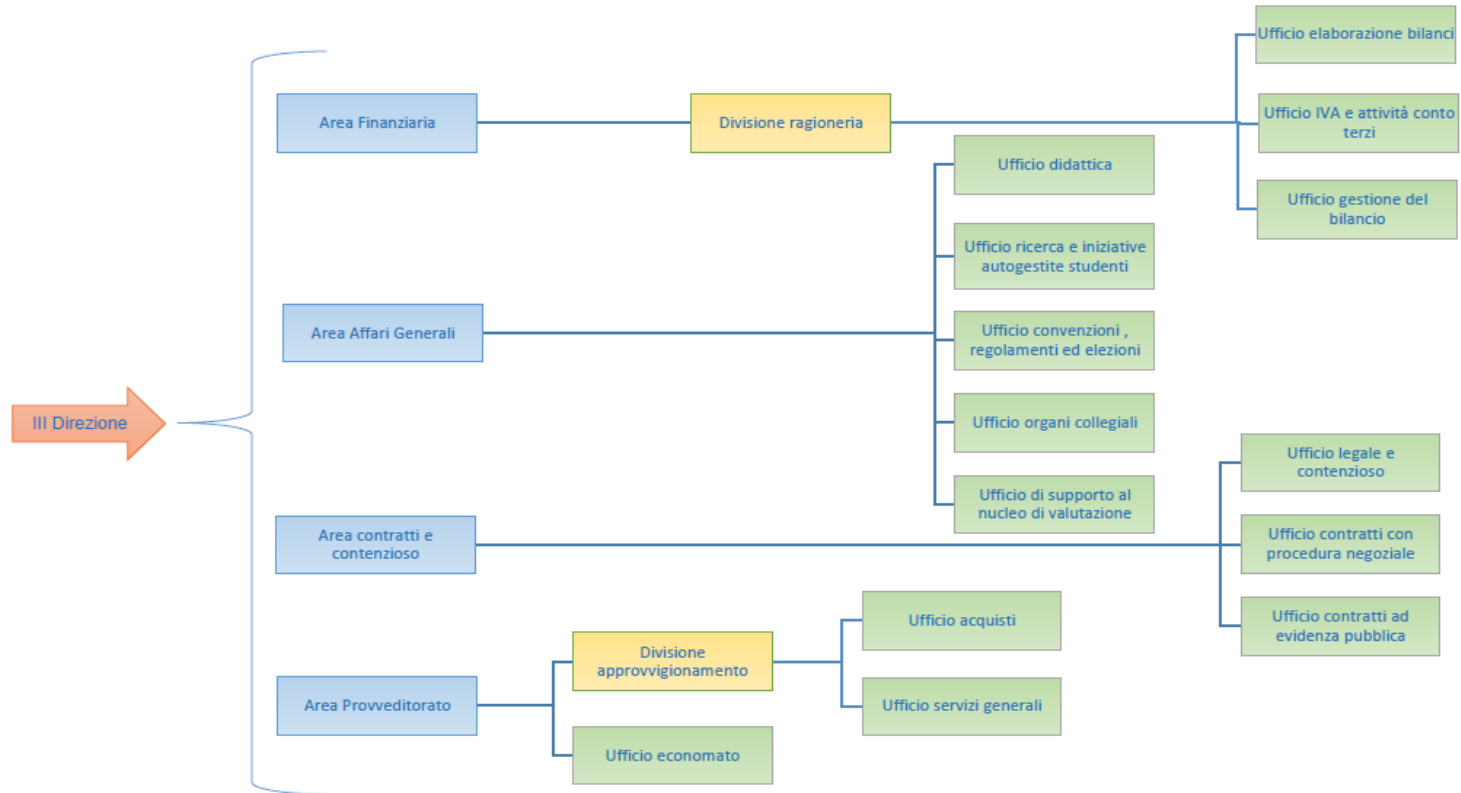 III Direzione
Area Finanziaria
Divisione ragioneria
Ufficio elaborazione bilanci
Ufficio IVA e attività conto
terzi
Ufficio gestione del
bilancio
Area Affari Generali
Ufficio didattica
Ufficio ricerca e iniziative
autogestite studenti
Ufficio convenzioni ,
regolamenti ed elezioni
Ufficio organi collegiali
Ufficio di supporto al
nucleo di valutazione
Area contratti e
contenzioso
Ufficio legale e
contenzioso
Ufficio contratti con
procedura negoziale
Ufficio contratti ad
evidenza pubblica
Area Provveditorato
Divisione
approvvigionamento
Ufficio acquisti
Ufficio servizi generali
Ufficio economato